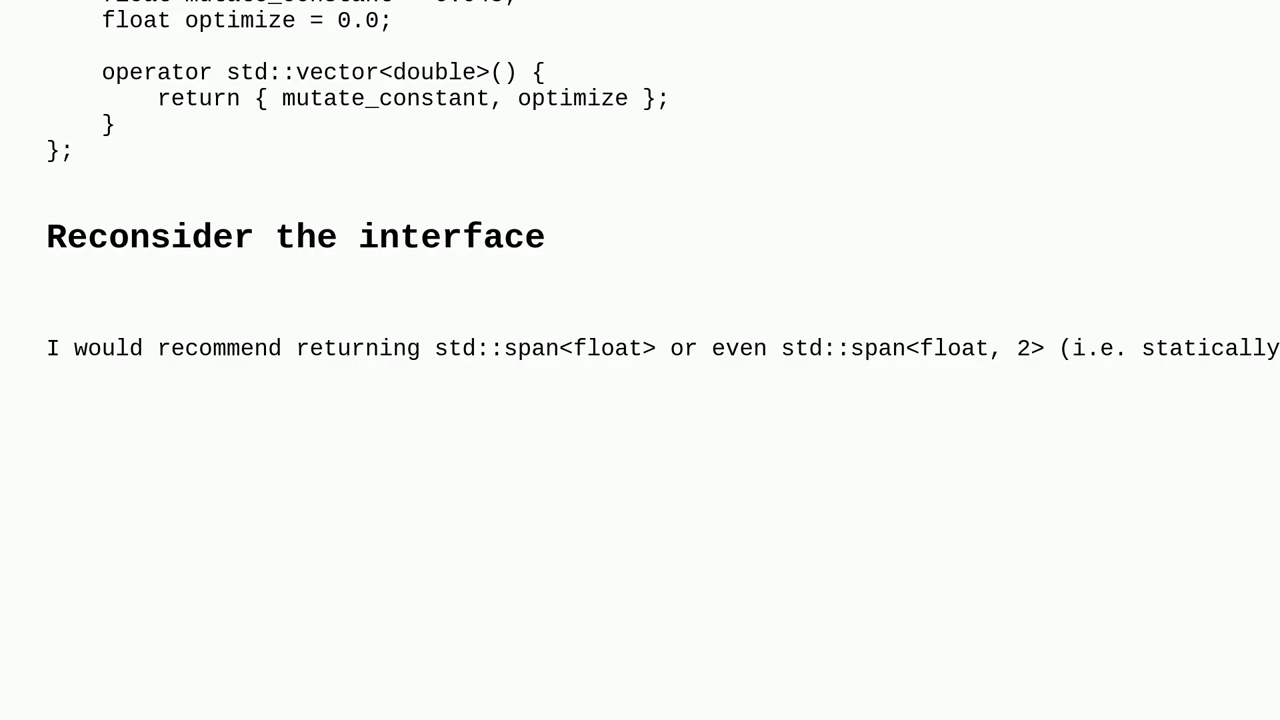 float optimize = 0.0;
operator std::vector<double>() {
return { mutate_constant, optimize };
}
};
Reconsider the interface
I would recommend returning std::span<float> or even std::span<float, 2> (i.e. statically